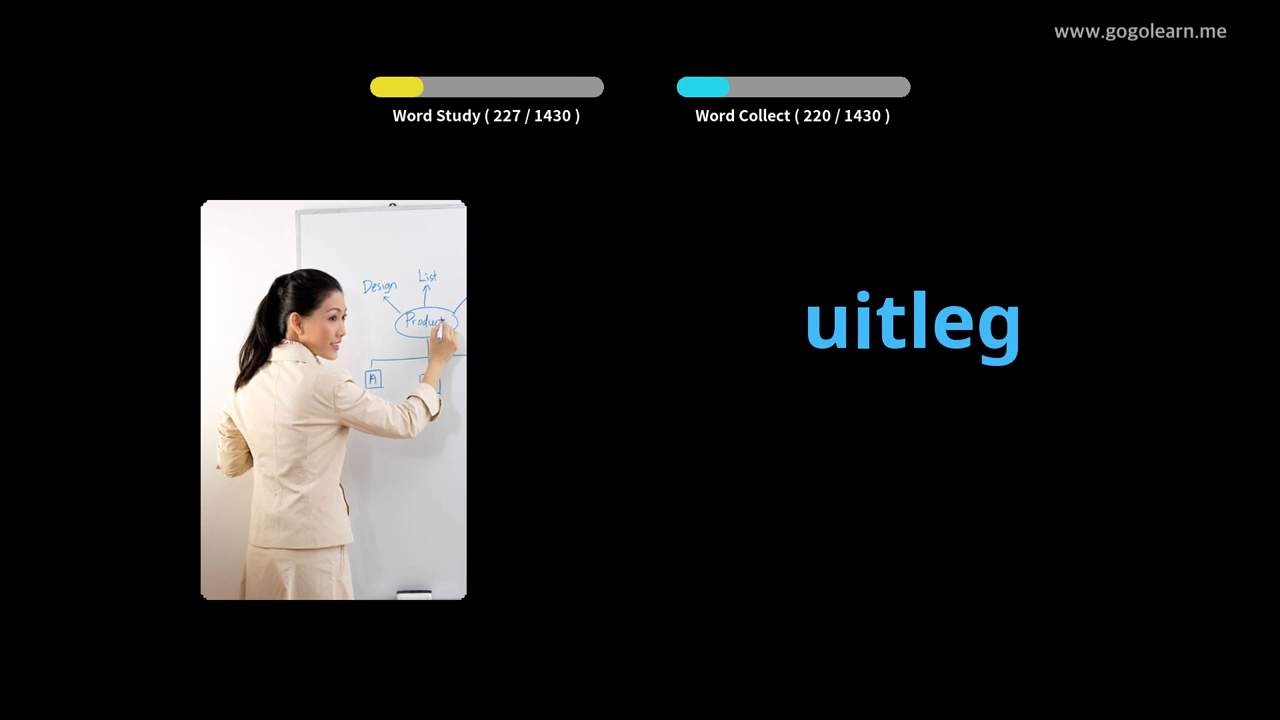 www.gogolearn.me
Word Study ( 227 / 1430 )
Word Collect ( 220 / 1430 )
Design
List
Product
A
uitleg